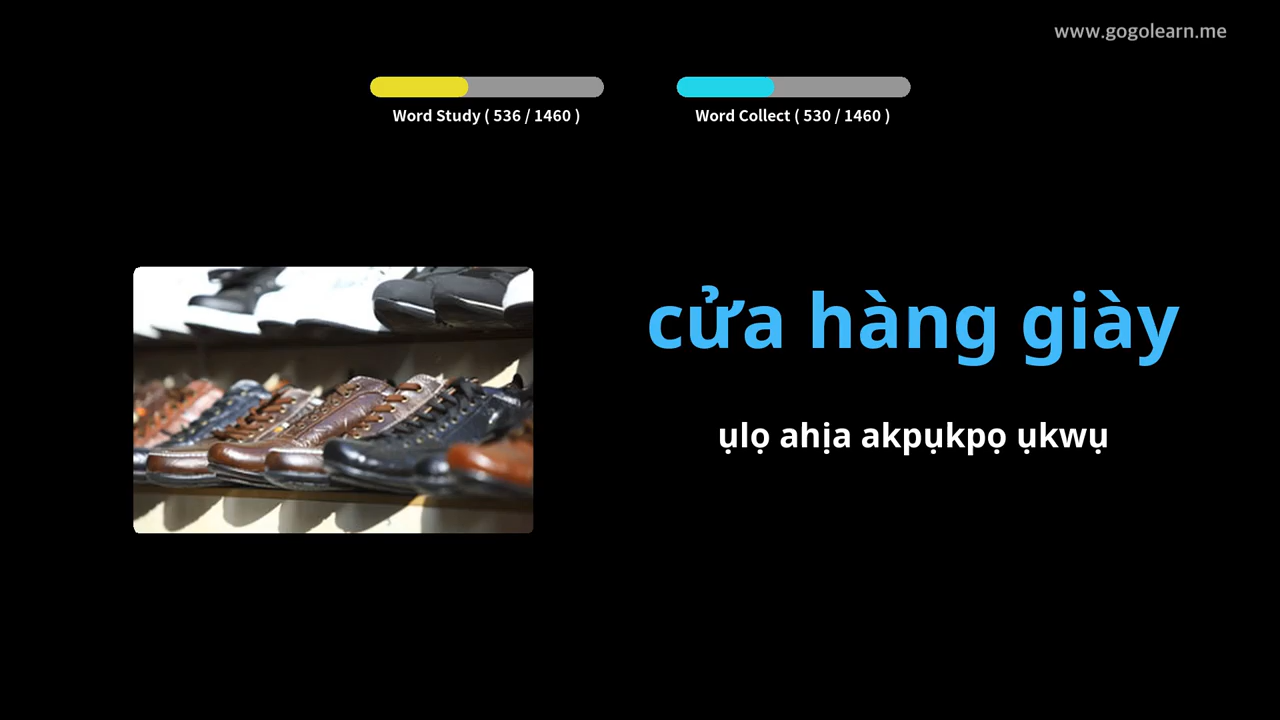 www.gogolearn.me
Word Study ( 536 / 1460 )
Word Collect ( 530 / 1460 )
cửa hàng giày
ụlọ ahịa akpụkpọ ụkwụ